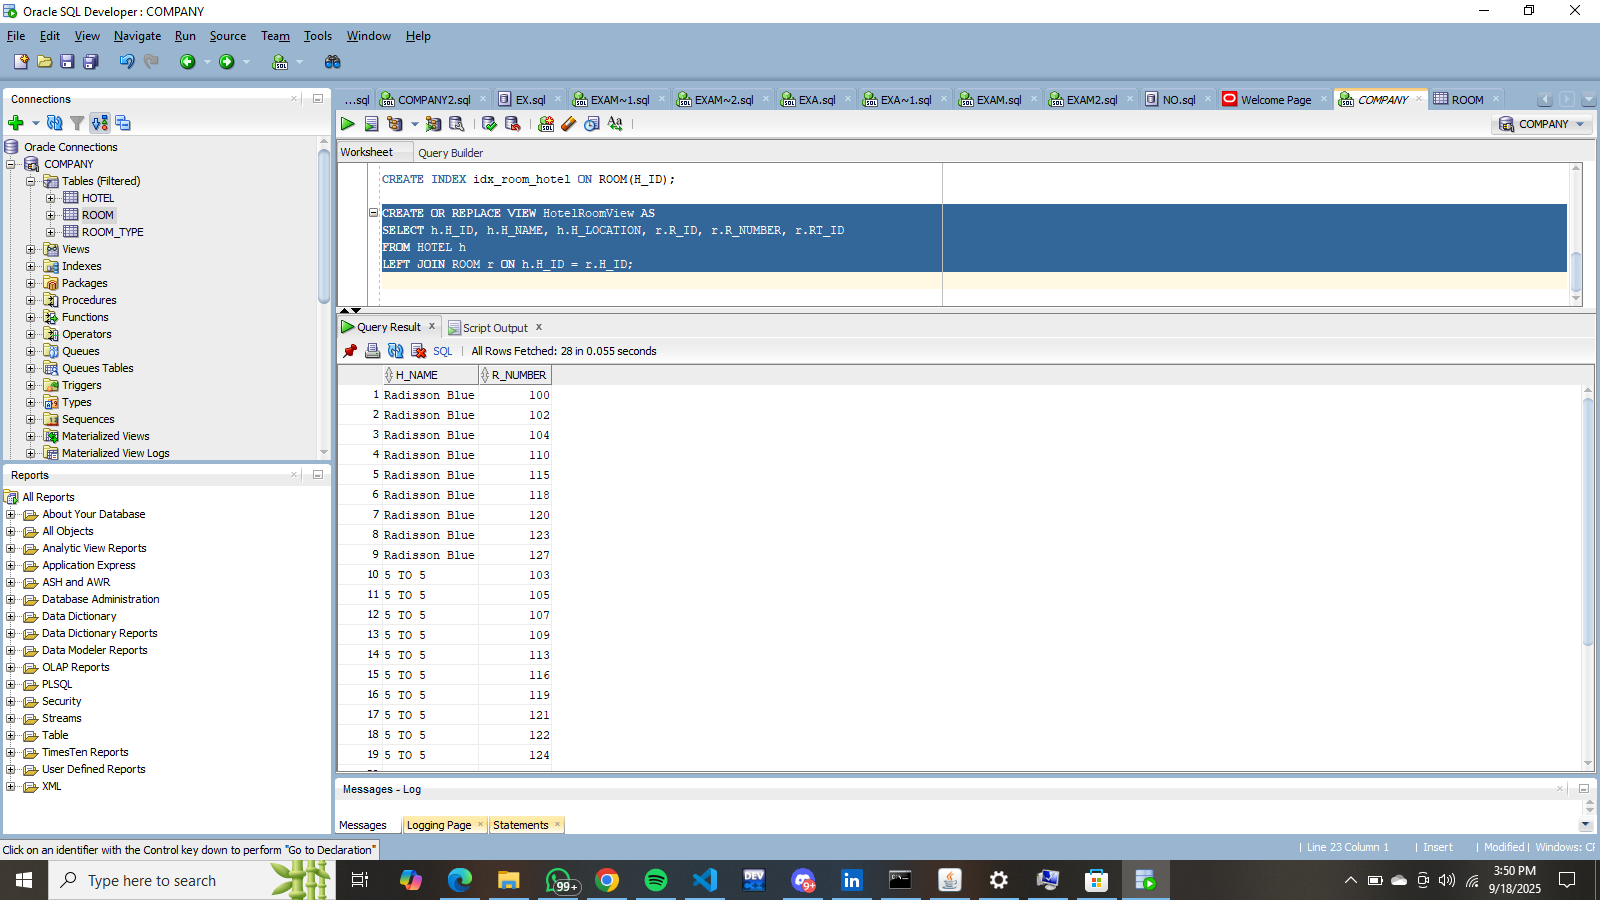 Oracle SQL Developer : COMPANY
File Edit View Navigate Run Source Team Tools Window Help
Connections
Oracle Connections
COMPANY
Tables (Filtered)
HOTEL
ROOM
ROOM_TYPE
Views
Indexes
Packages
Procedures
Functions
Operators
Queues
Queues Tables
Triggers
Types
Sequences
Materialized Views
Materialized View Logs
Reports
All Reports
About Your Database
All Objects
Analytic View Reports
Application Express
ASH and AWR
Database Administration
Data Dictionary
Data Dictionary Reports
Data Modeler Reports
OLAP Reports
PLSQL
Security
Streams
Table
TimesTen Reports
User Defined Reports
XML
...sql COMPANY2.sql EX.sql EXAM~1.sql EXAM~2.sql EXA.sql EXA~1.sql EXAM.sql EXAM2.sql NO.sql Welcome Page COMPANY ROOM
COMPANY
Worksheet Query Builder
CREATE INDEX idx_room_hotel ON ROOM(H_ID);
CREATE OR REPLACE VIEW HotelRoomView AS
SELECT h.H_ID, h.H_NAME, h.H_LOCATION, r.R_ID, r.R_NUMBER, r.RT_ID
FROM HOTEL h
LEFT JOIN ROOM r ON h.H_ID = r.H_ID;
Query Result x Script Output x
SQL | All Rows Fetched: 28 in 0.055 seconds
H_NAME R_NUMBER
1 Radisson Blue 100
2 Radisson Blue 102
3 Radisson Blue 104
4 Radisson Blue 110
5 Radisson Blue 115
6 Radisson Blue 118
7 Radisson Blue 120
8 Radisson Blue 123
9 Radisson Blue 127
10 5 TO 5 103
11 5 TO 5 105
12 5 TO 5 107
13 5 TO 5 109
14 5 TO 5 113
15 5 TO 5 116
16 5 TO 5 119
17 5 TO 5 121
18 5 TO 5 122
19 5 TO 5 124
Messages - Log
Messages Logging Page Statements
Click on an identifier with the Control key down to perform "Go to Declaration"
| Line 23 Column 1 | Insert | Modified | Windows: CF
Type here to search
99+
DEV
9+
3:50 PM
9/18/2025